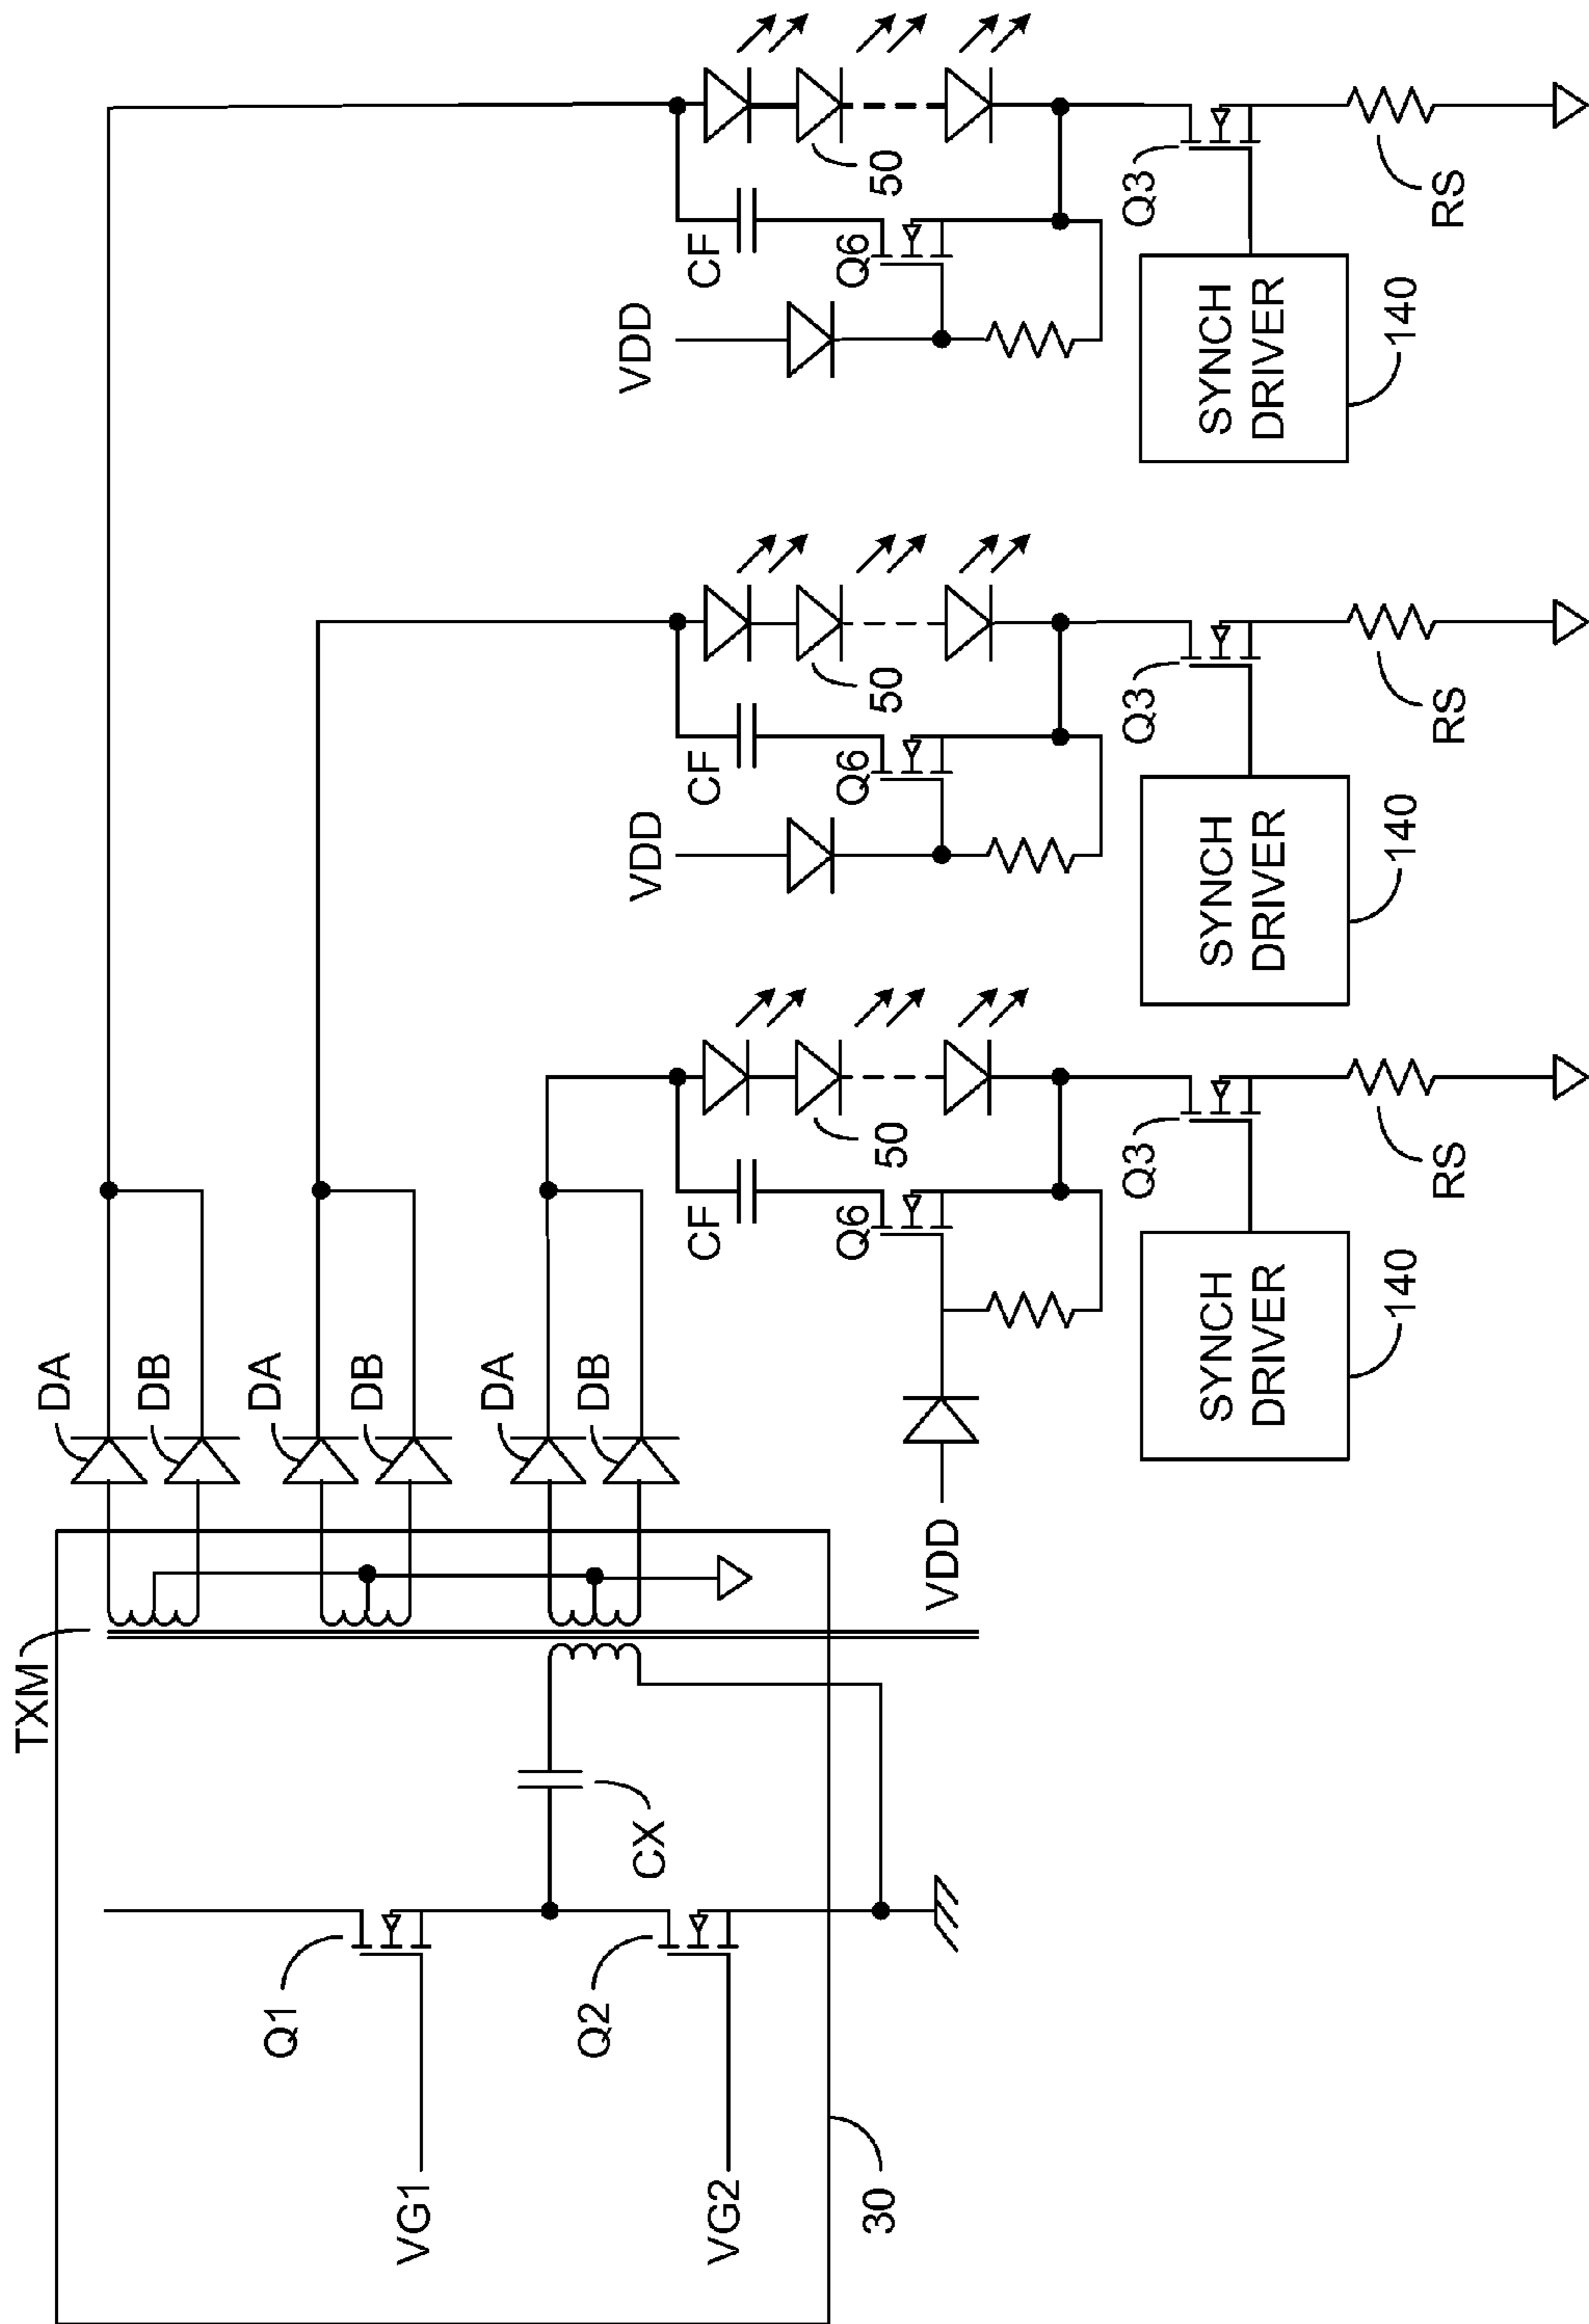 TXM
DA
DB
DA
DB
DA
DB
Q1
VG1
Q2
VG2
CX
30
VDD
CF
Q6
50
Q3
SYNCH
DRIVER
140
RS
VDD
CF
Q6
50
Q3
SYNCH
DRIVER
140
RS
VDD
CF
Q6
50
Q3
SYNCH
DRIVER
140
RS